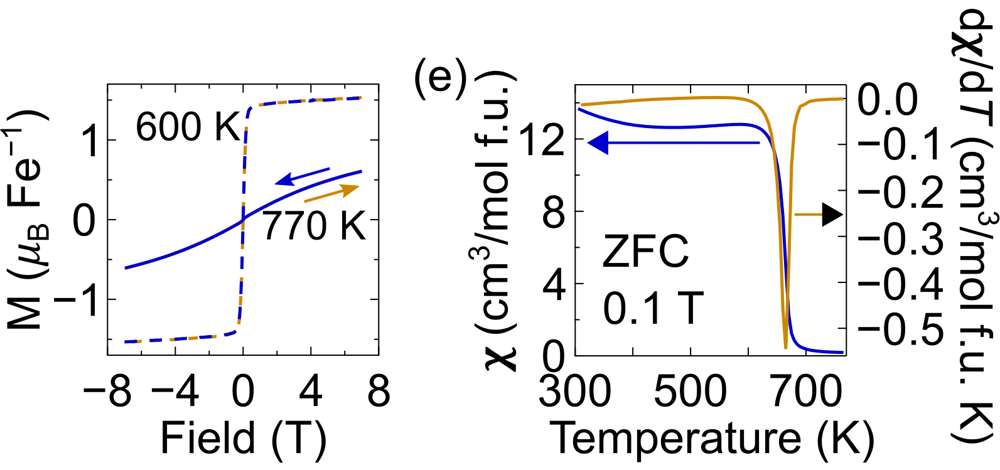 M (μB Fe−1)
1
0
−1
600 K
770 K
−8 −4 0 4 8
Field (T)
(e)
χ (cm3/mol f.u.)
12
8
4
0
ZFC
0.1 T
300 500 700
Temperature (K)
0.0
−0.1
−0.2
−0.3
−0.4
−0.5
dχ/dT (cm3/mol f.u. K)